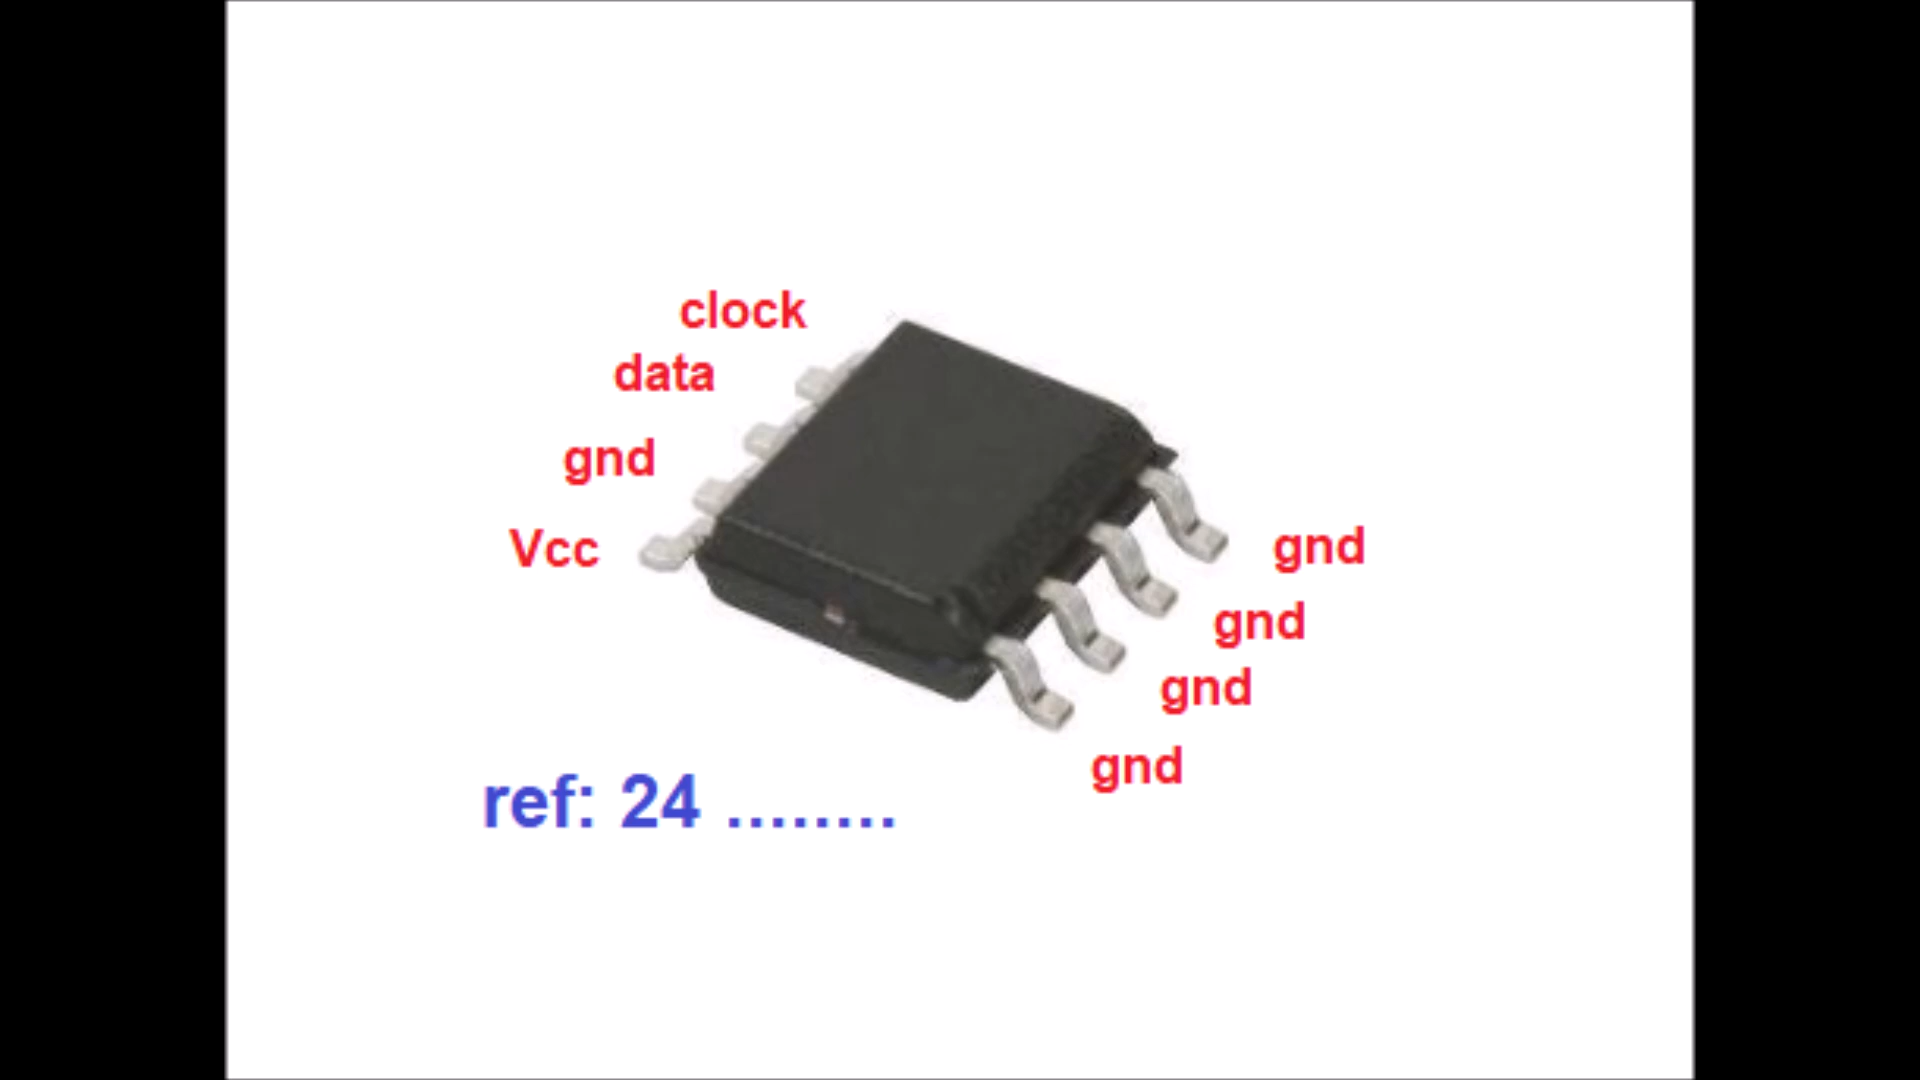 clock
data
gnd
Vcc
gnd
gnd
gnd
gnd
ref: 24 ........